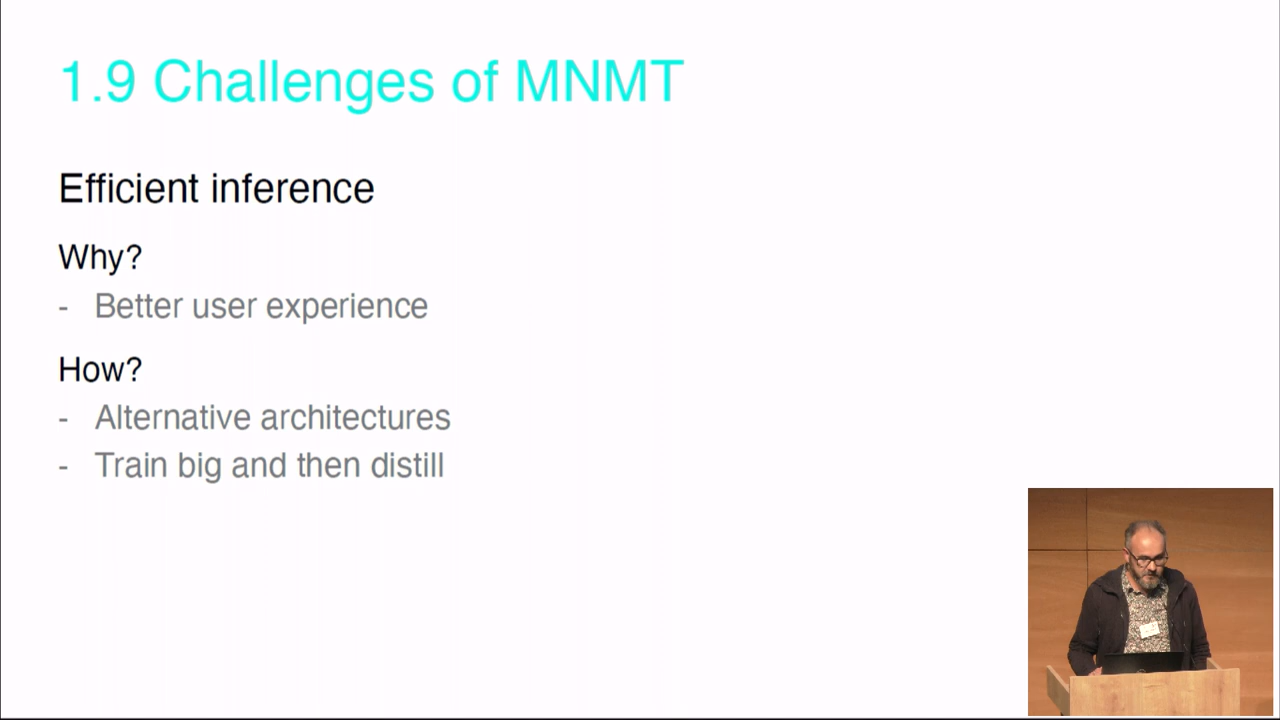 1.9 Challenges of MNMT
Efficient inference
Why?
- Better user experience
How?
- Alternative architectures
- Train big and then distill